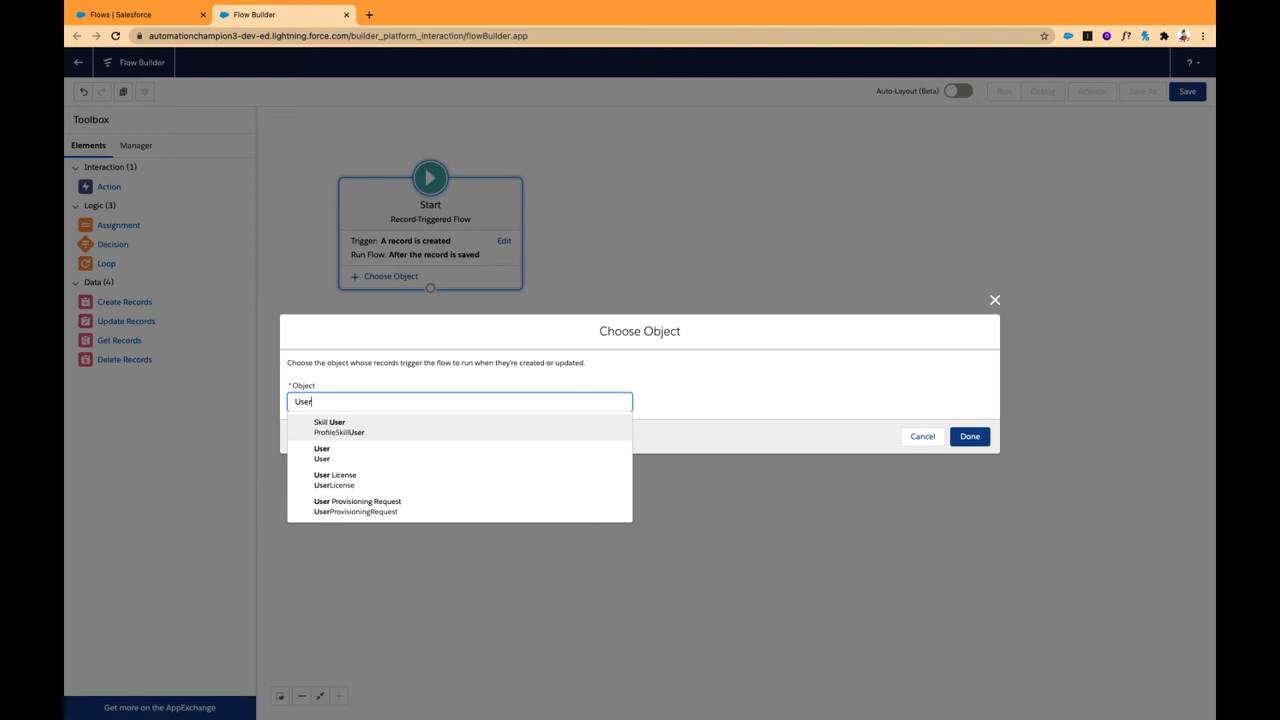 Flows | Salesforce
Flow Builder
automationchampion3-dev-ed.lightning.force.com/builder_platform_interaction/flowBuilder.app
Flow Builder
?
Auto-Layout (Beta)
Run
Debug
Activate
Save As
Save
Toolbox
Elements
Manager
Interaction (1)
Action
Logic (3)
Assignment
Decision
Loop
Data (4)
Create Records
Update Records
Get Records
Delete Records
Start
Record-Triggered Flow
Trigger: A record is created
Edit
Run Flow: After the record is saved
+ Choose Object
Choose Object
Choose the object whose records trigger the flow to run when they're created or updated.
* Object
User
Skill User
ProfileSkillUser
User
User
User License
UserLicense
User Provisioning Request
UserProvisioningRequest
Cancel
Done
Get more on the AppExchange